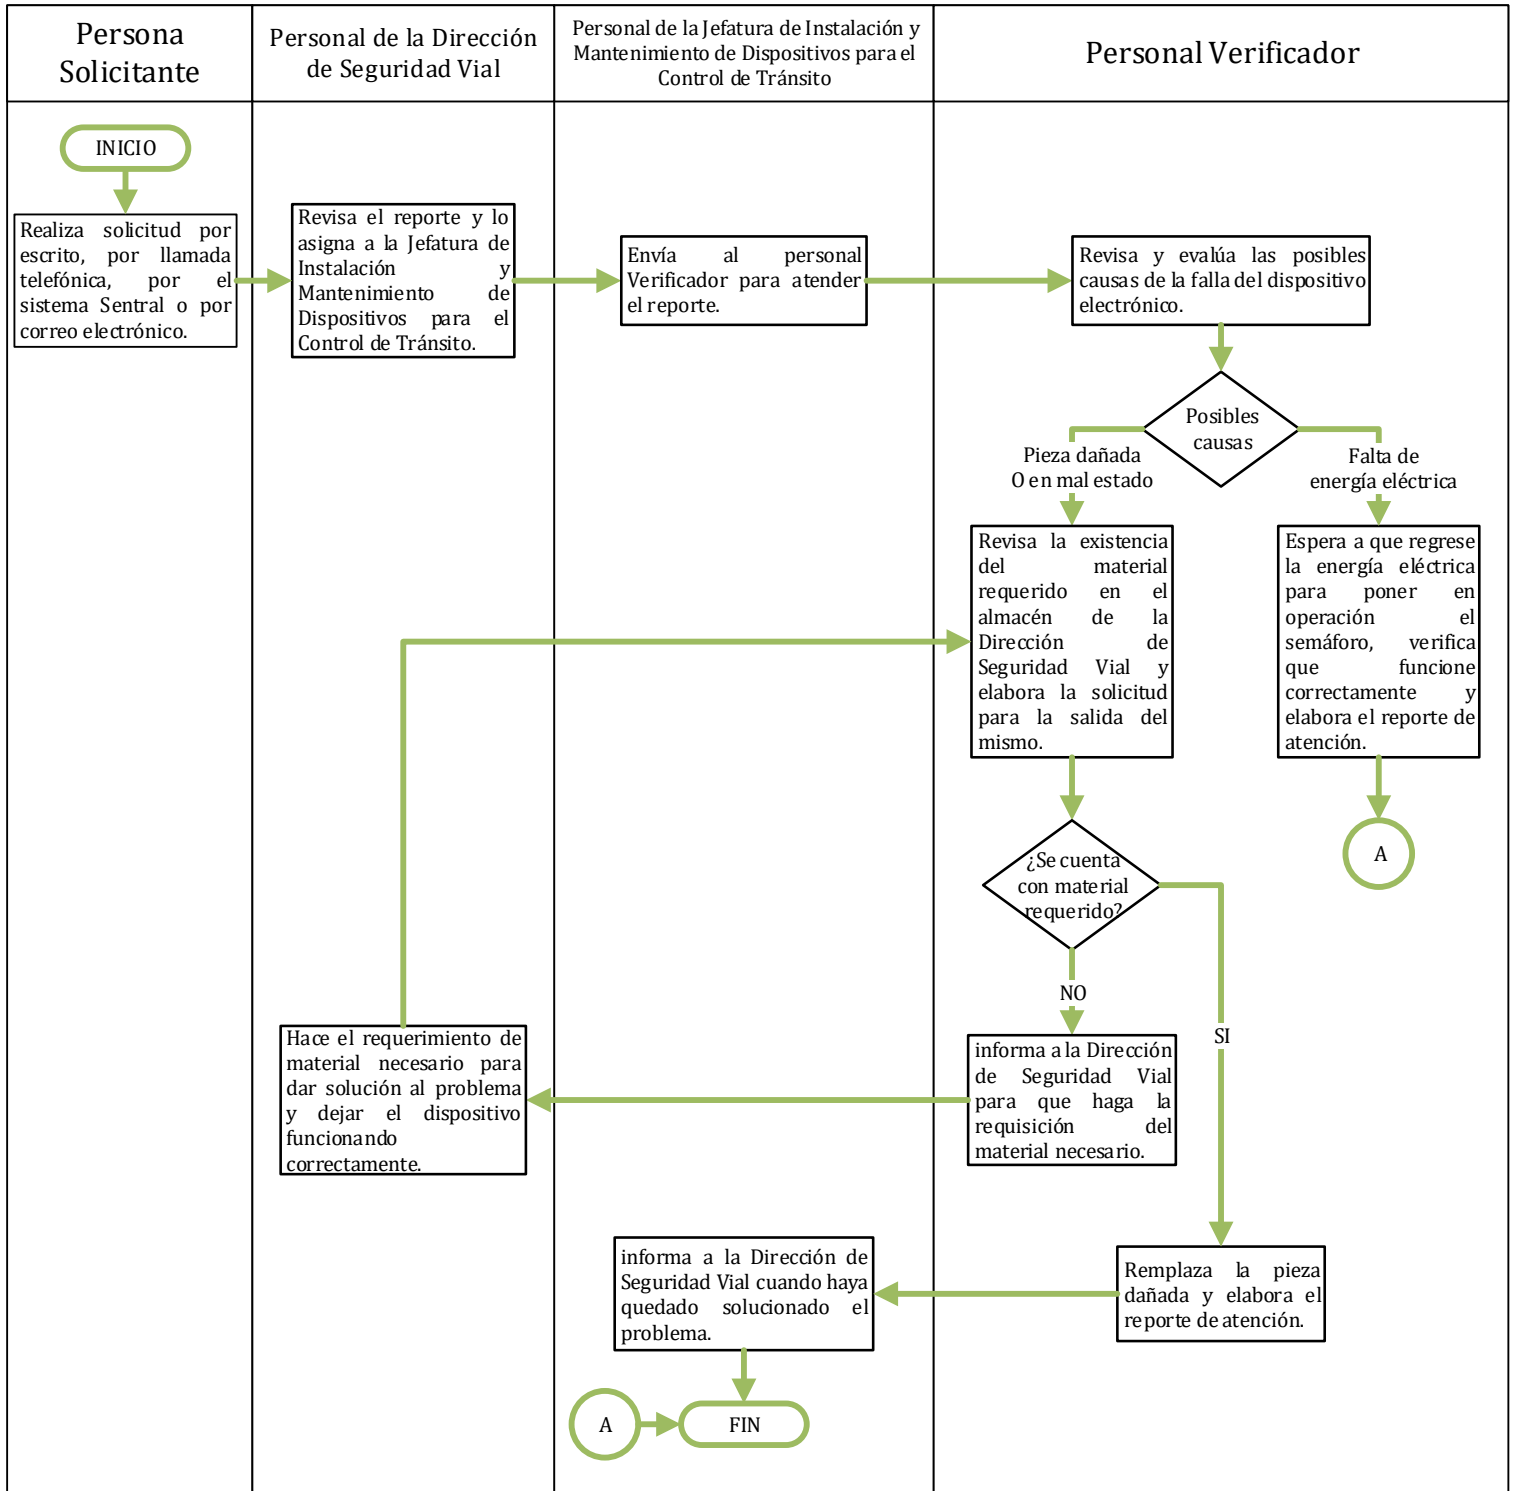 Persona
Solicitante
Personal de la Dirección
de Seguridad Vial
Personal de la Jefatura de Instalación y
Mantenimiento de Dispositivos para el
Control de Tránsito
Personal Verificador
INICIO
Realiza solicitud por
escrito, por llamada
telefónica, por el
sistema Sentral o por
correo electrónico.
Revisa el reporte y lo
asigna a la Jefatura de
Instalación y
Mantenimiento de
Dispositivos para el
Control de Tránsito.
Envía al personal
Verificador para atender
el reporte.
Revisa y evalúa las posibles
causas de la falla del dispositivo
electrónico.
Posibles
causas
Pieza dañada
O en mal estado
Falta de
energía eléctrica
Revisa la existencia
del material
requerido en el
almacén de la
Dirección de
Seguridad Vial y
elabora la solicitud
para la salida del
mismo.
Espera a que regrese
la energía eléctrica
para poner en
operación el
semáforo, verifica
que funcione
correctamente y
elabora el reporte de
atención.
A
¿Se cuenta
con material
requerido?
NO
SI
informa a la Dirección
de Seguridad Vial
para que haga la
requisición del
material necesario.
Hace el requerimiento de
material necesario para
dar solución al problema
y dejar el dispositivo
funcionando
correctamente.
Remplaza la pieza
dañada y elabora el
reporte de atención.
informa a la Dirección de
Seguridad Vial cuando haya
quedado solucionado el
problema.
A
FIN